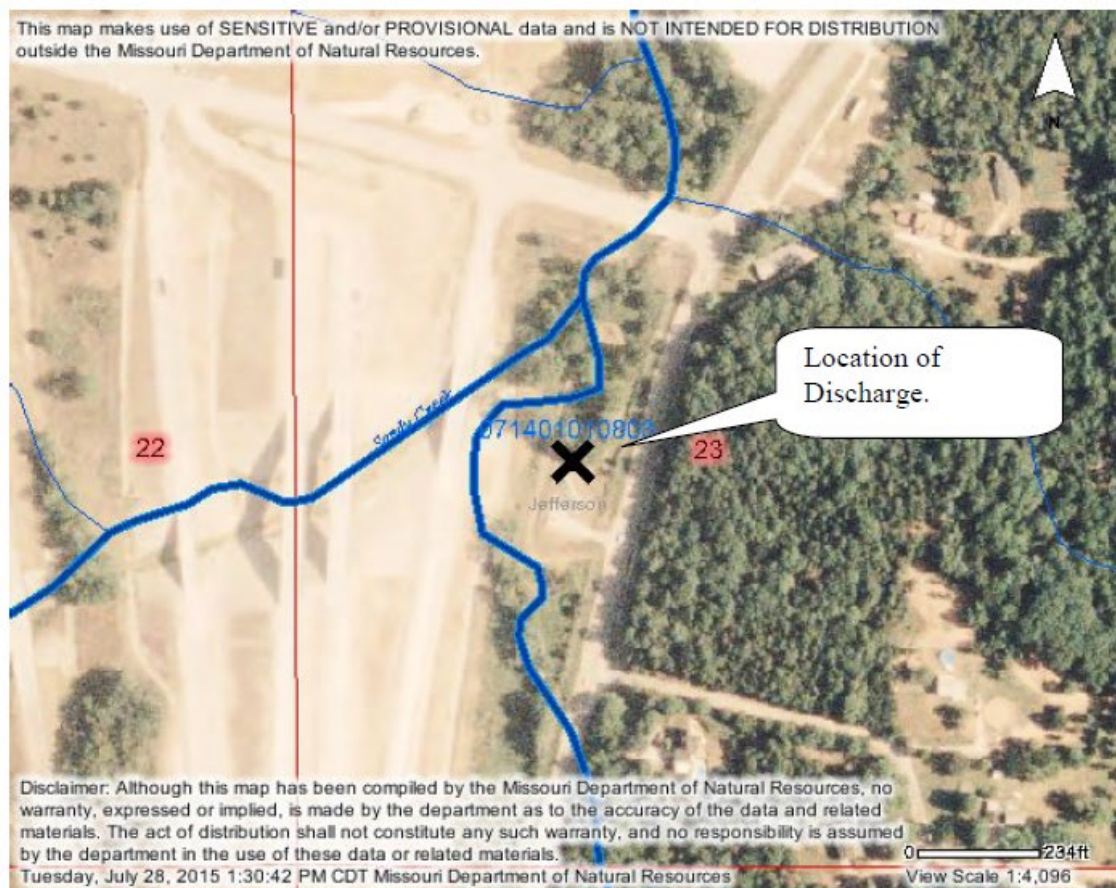 This map makes use of SENSITIVE and/or PROVISIONAL data and is NOT INTENDED FOR DISTRIBUTION
outside the Missouri Department of Natural Resources.
N
Location of
Discharge.
Sandy Creek
071401010803
22
23
Jefferson
Disclaimer: Although this map has been compiled by the Missouri Department of Natural Resources, no
warranty, expressed or implied, is made by the department as to the accuracy of the data and related
materials. The act of distribution shall not constitute any such warranty, and no responsibility is assumed
by the department in the use of these data or related materials.
0 234ft
Tuesday, July 28, 2015 1:30:42 PM CDT Missouri Department of Natural Resources
View Scale 1:4,096